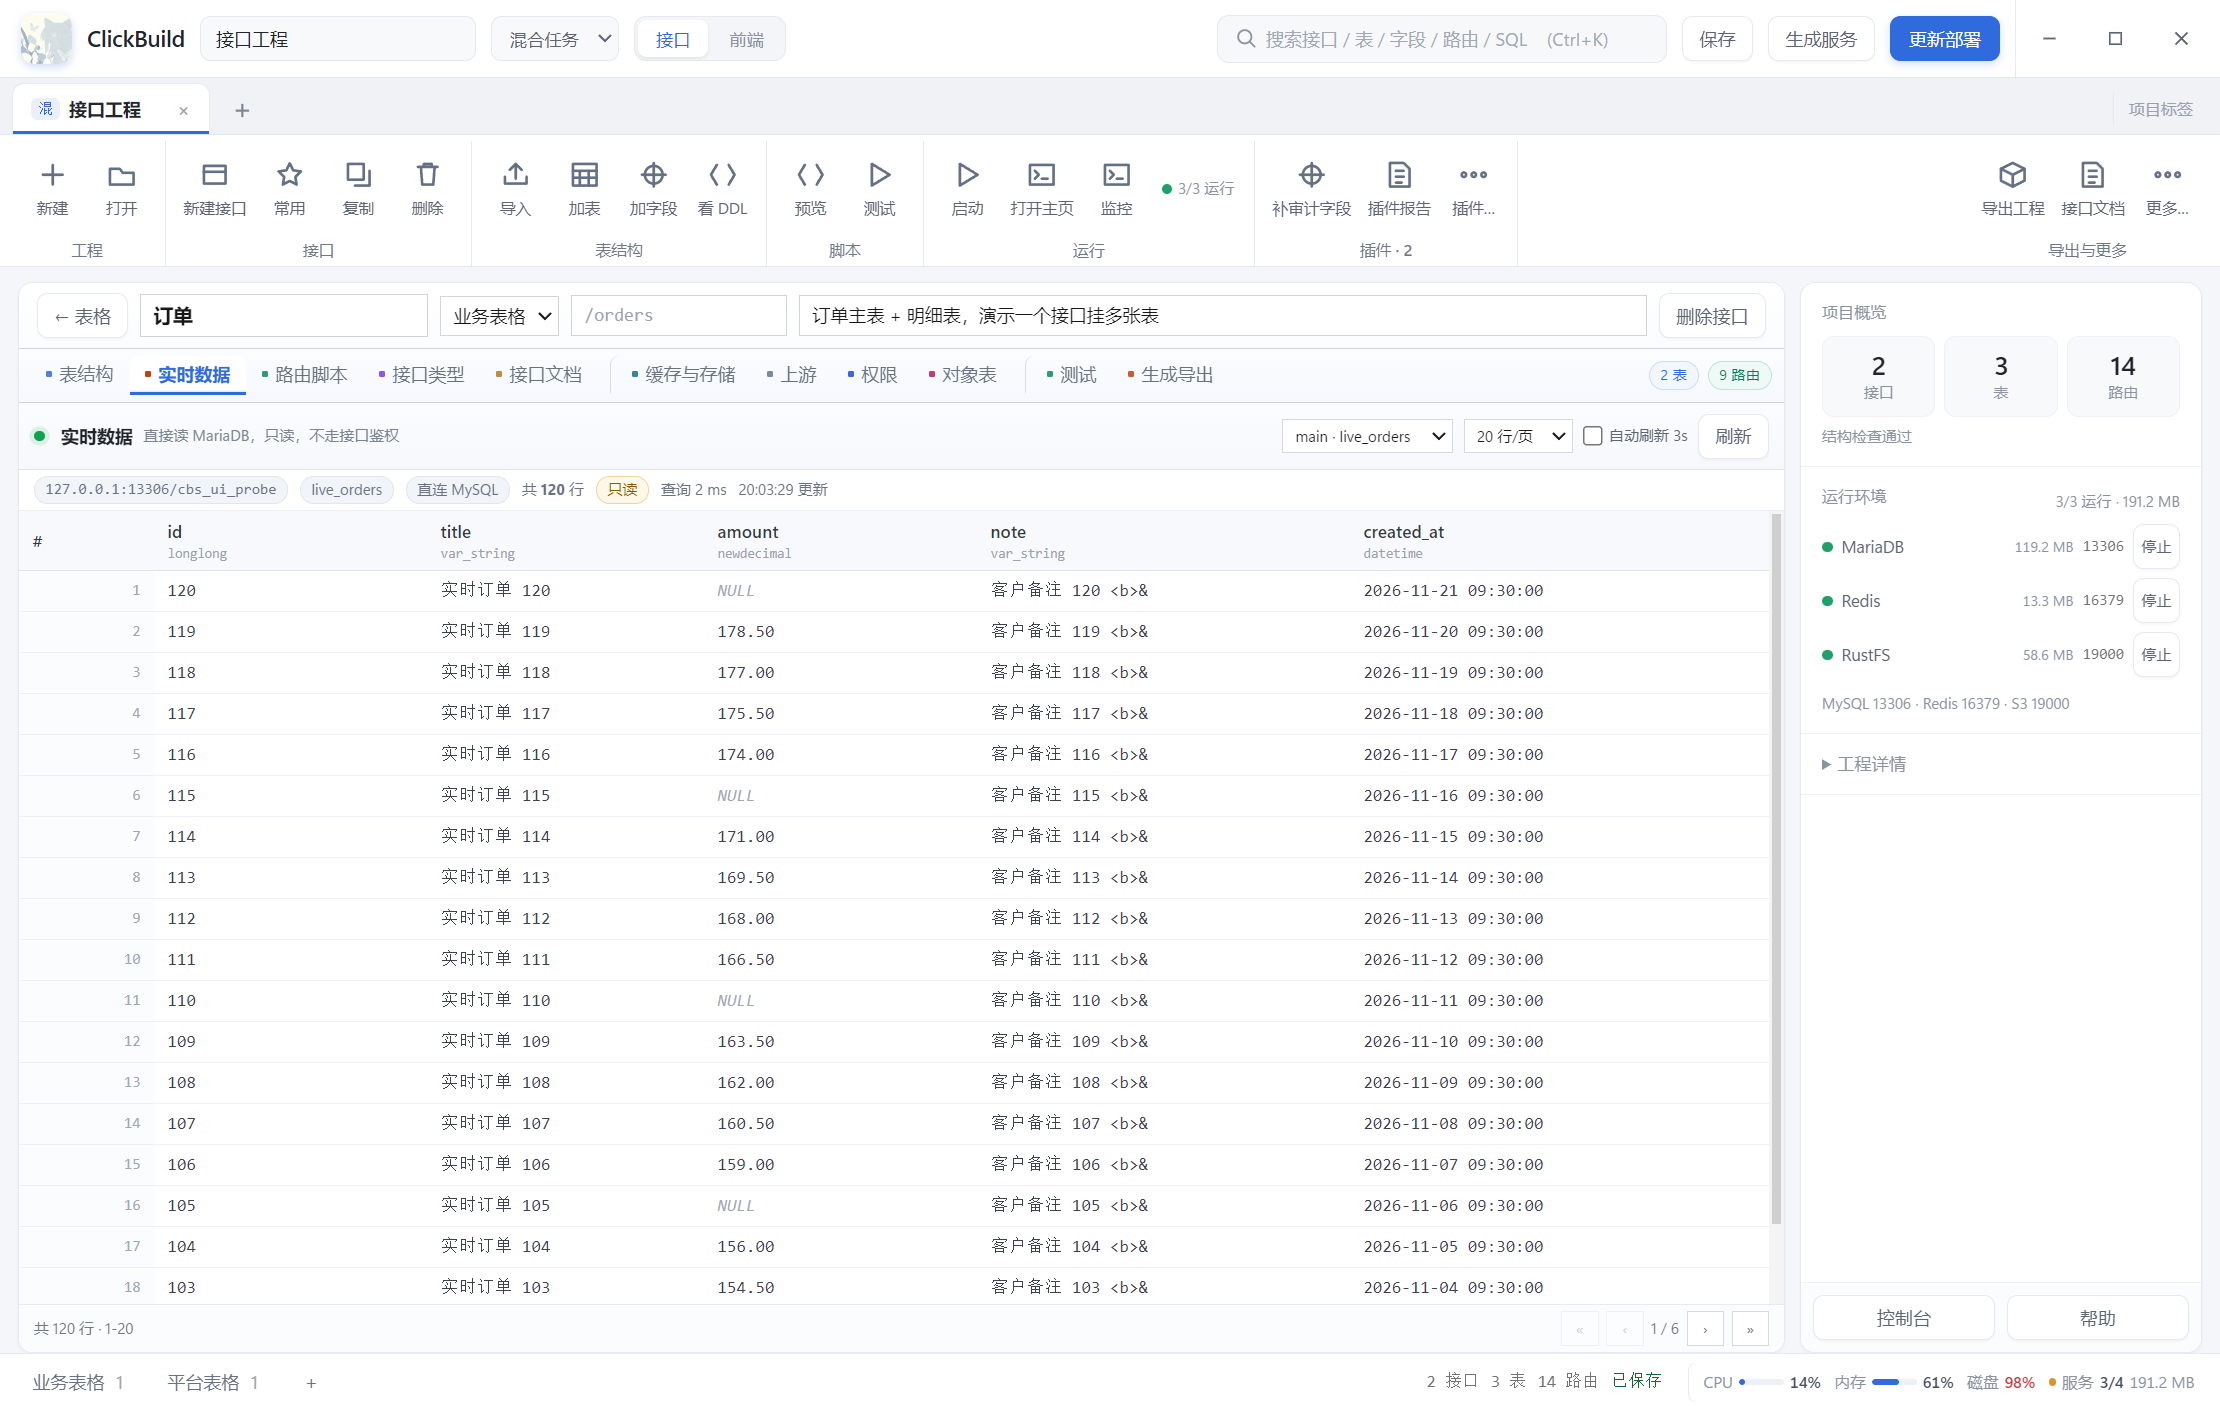 ClickBuild 接口工程 混合任务 接口 前端 搜索接口 / 表 / 字段 / 路由 / SQL (Ctrl+K) 保存 生成服务 更新部署
混 接口工程 × + 项目标签
新建 打开 新建接口 常用 复制 删除 导入 加表 加字段 看 DDL 预览 测试 启动 打开主页 监控 3/3 运行 补审计字段 插件报告 插件... 导出工程 接口文档 更多...
工程 接口 表结构 脚本 运行 插件 · 2 导出与更多
← 表格 订单 业务表格 /orders 订单主表 + 明细表，演示一个接口挂多张表 删除接口
表结构 实时数据 路由脚本 接口类型 接口文档 缓存与存储 上游 权限 对象表 测试 生成导出 2 表 9 路由
实时数据 直接读 MariaDB，只读，不走接口鉴权 main · live_orders 20 行/页 自动刷新 3s 刷新
127.0.0.1:13306/cbs_ui_probe live_orders 直连 MySQL 共 120 行 只读 查询 2 ms 20:03:29 更新
# id title amount note created_at
longlong var_string newdecimal var_string datetime
1 120 实时订单 120 NULL 客户备注 120 <b>& 2026-11-21 09:30:00
2 119 实时订单 119 178.50 客户备注 119 <b>& 2026-11-20 09:30:00
3 118 实时订单 118 177.00 客户备注 118 <b>& 2026-11-19 09:30:00
4 117 实时订单 117 175.50 客户备注 117 <b>& 2026-11-18 09:30:00
5 116 实时订单 116 174.00 客户备注 116 <b>& 2026-11-17 09:30:00
6 115 实时订单 115 NULL 客户备注 115 <b>& 2026-11-16 09:30:00
7 114 实时订单 114 171.00 客户备注 114 <b>& 2026-11-15 09:30:00
8 113 实时订单 113 169.50 客户备注 113 <b>& 2026-11-14 09:30:00
9 112 实时订单 112 168.00 客户备注 112 <b>& 2026-11-13 09:30:00
10 111 实时订单 111 166.50 客户备注 111 <b>& 2026-11-12 09:30:00
11 110 实时订单 110 NULL 客户备注 110 <b>& 2026-11-11 09:30:00
12 109 实时订单 109 163.50 客户备注 109 <b>& 2026-11-10 09:30:00
13 108 实时订单 108 162.00 客户备注 108 <b>& 2026-11-09 09:30:00
14 107 实时订单 107 160.50 客户备注 107 <b>& 2026-11-08 09:30:00
15 106 实时订单 106 159.00 客户备注 106 <b>& 2026-11-07 09:30:00
16 105 实时订单 105 NULL 客户备注 105 <b>& 2026-11-06 09:30:00
17 104 实时订单 104 156.00 客户备注 104 <b>& 2026-11-05 09:30:00
18 103 实时订单 103 154.50 客户备注 103 <b>& 2026-11-04 09:30:00
共 120 行 · 1-20 « ‹ 1 / 6 › »
项目概览
2 3 14
接口 表 路由
结构检查通过
运行环境 3/3 运行 · 191.2 MB
MariaDB 119.2 MB 13306 停止
Redis 13.3 MB 16379 停止
RustFS 58.6 MB 19000 停止
MySQL 13306 · Redis 16379 · S3 19000
▶ 工程详情
控制台 帮助
业务表格 1 平台表格 1 + 2 接口 3 表 14 路由 已保存 CPU 14% 内存 61% 磁盘 98% 服务 3/4 191.2 MB